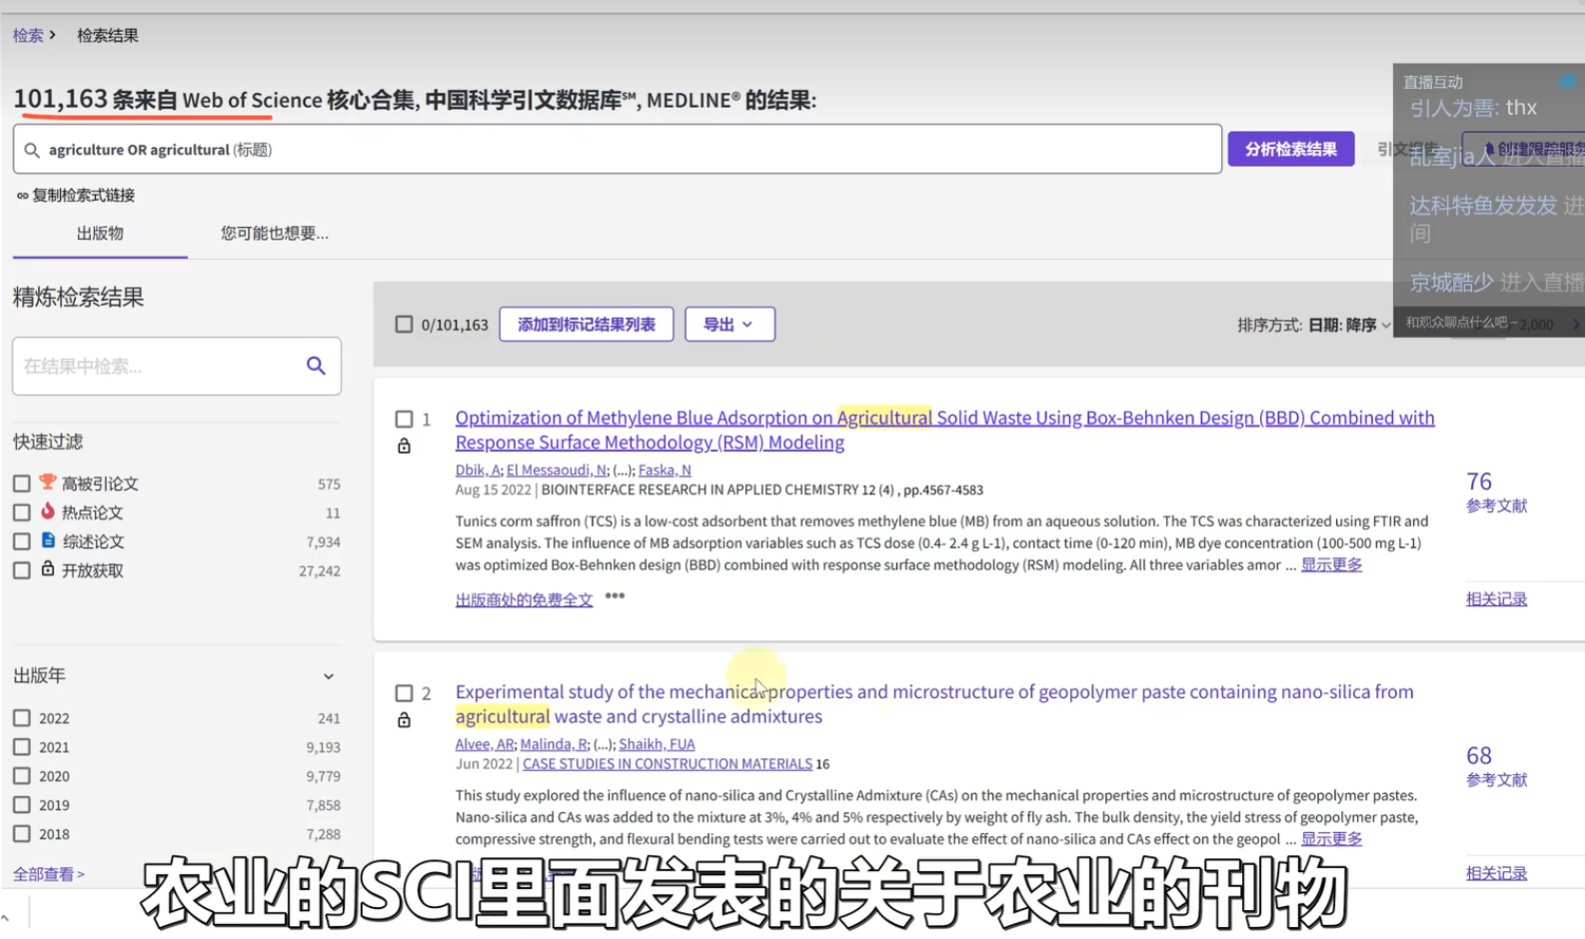 检索 > 检索结果
101,163 条来自 Web of Science 核心合集, 中国科学引文数据库℠, MEDLINE® 的结果:
agriculture OR agricultural (标题)
分析检索结果
引文报告
创建跟踪服务
复制检索式链接
出版物
您可能也想要...
直播互动
引人为善: thx
乱室jia人 进入直播
达科特鱼发发发 进
间
京城酷少 进入直播
和观众聊点什么吧~
2,000
精炼检索结果
在结果中检索...
快速过滤
高被引论文 575
热点论文 11
综述论文 7,934
开放获取 27,242
出版年
2022 241
2021 9,193
2020 9,779
2019 7,858
2018 7,288
全部查看 >
0/101,163 添加到标记结果列表 导出
排序方式: 日期: 降序
1
Optimization of Methylene Blue Adsorption on Agricultural Solid Waste Using Box-Behnken Design (BBD) Combined with
Response Surface Methodology (RSM) Modeling
Dbik, A; El Messaoudi, N; (...); Faska, N
Aug 15 2022 | BIOINTERFACE RESEARCH IN APPLIED CHEMISTRY 12 (4) , pp.4567-4583
Tunics corm saffron (TCS) is a low-cost adsorbent that removes methylene blue (MB) from an aqueous solution. The TCS was characterized using FTIR and
SEM analysis. The influence of MB adsorption variables such as TCS dose (0.4- 2.4 g L-1), contact time (0-120 min), MB dye concentration (100-500 mg L-1)
was optimized Box-Behnken design (BBD) combined with response surface methodology (RSM) modeling. All three variables amor ... 显示更多
出版商处的免费全文 •••
76
参考文献
相关记录
2
Experimental study of the mechanical properties and microstructure of geopolymer paste containing nano-silica from
agricultural waste and crystalline admixtures
Alvee, AR; Malinda, R; (...); Shaikh, FUA
Jun 2022 | CASE STUDIES IN CONSTRUCTION MATERIALS 16
This study explored the influence of nano-silica and Crystalline Admixture (CAs) on the mechanical properties and microstructure of geopolymer pastes.
Nano-silica and CAs was added to the mixture at 3%, 4% and 5% respectively by weight of fly ash. The bulk density, the yield stress of geopolymer paste,
compressive strength, and flexural bending tests were carried out to evaluate the effect of nano-silica and CAs effect on the geopol ... 显示更多
68
参考文献
相关记录
农业的SCI里面发表的关于农业的刊物